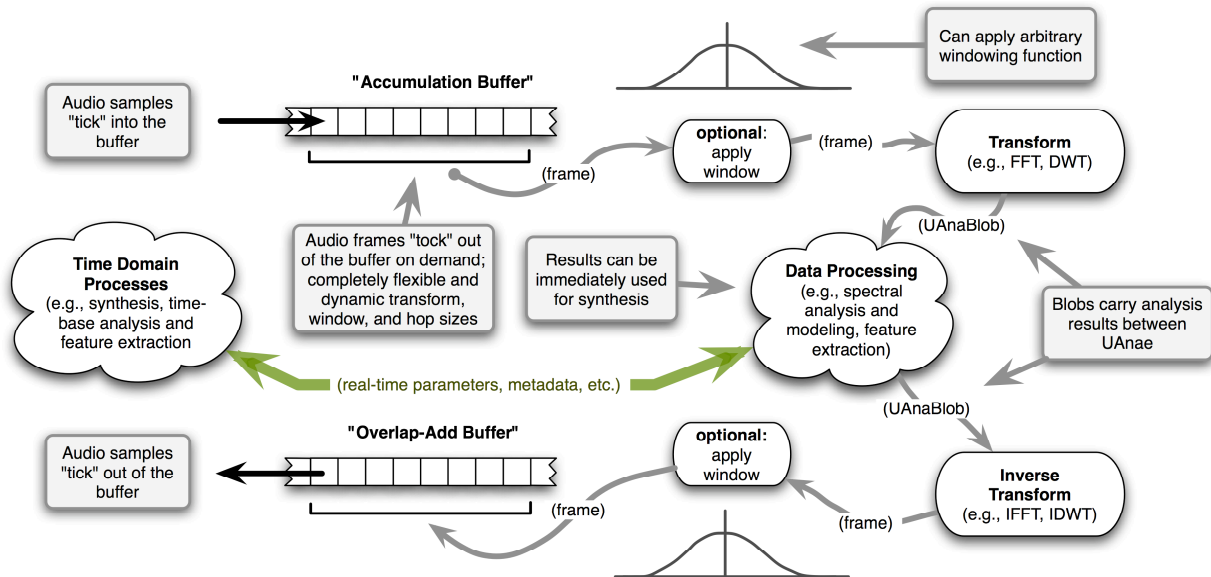 Can apply arbitrary
windowing function
"Accumulation Buffer"
Audio samples
"tick" into the
buffer
optional:
apply
window
(frame)
(frame)
Transform
(e.g., FFT, DWT)
(UAnaBlob)
Time Domain
Processes
(e.g., synthesis, time-
base analysis and
feature extraction
Audio frames "tock" out
of the buffer on demand;
completely flexible and
dynamic transform,
window, and hop sizes
Results can be
immediately used
for synthesis
Data Processing
(e.g., spectral
analysis and
modeling, feature
extraction)
Blobs carry analysis
results between
UAnae
(real-time parameters, metadata, etc.)
(UAnaBlob)
"Overlap-Add Buffer"
Audio samples
"tick" out of the
buffer
optional:
apply
window
(frame)
(frame)
Inverse
Transform
(e.g., IFFT, IDWT)